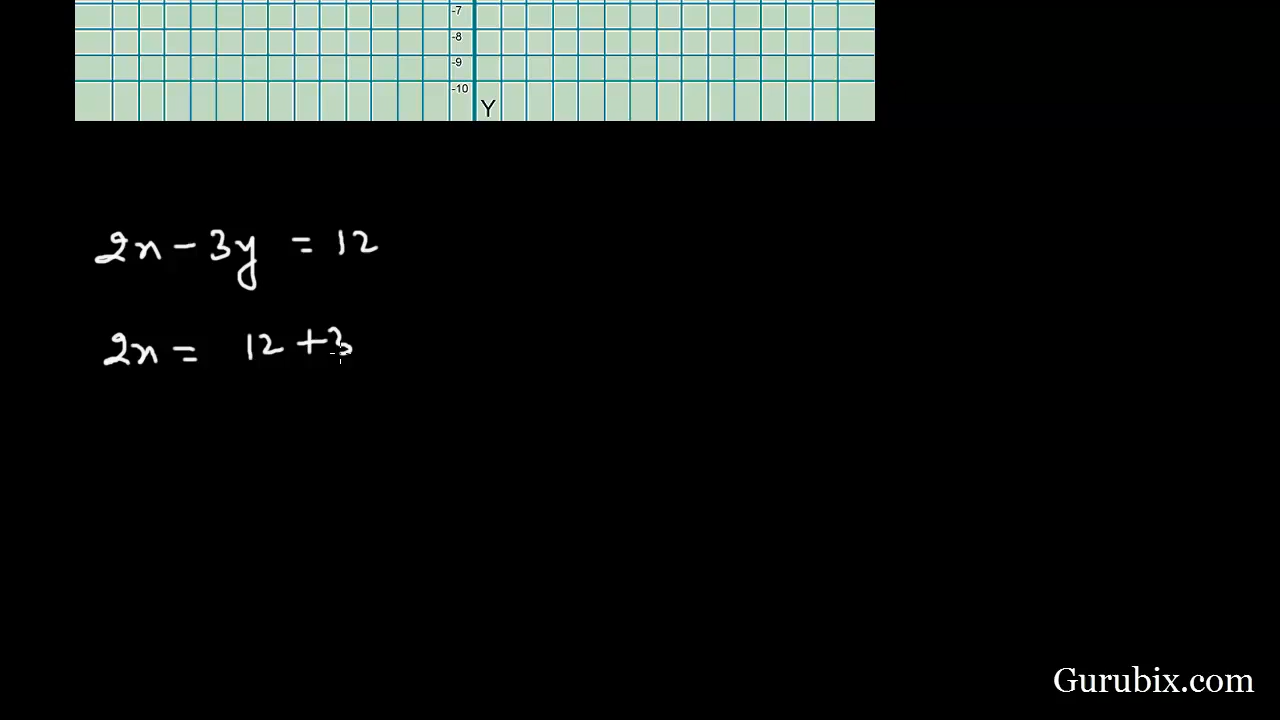 -7
-8
-9
-10
Y
2x - 3y = 12
2x = 12 + 3
Gurubix.com